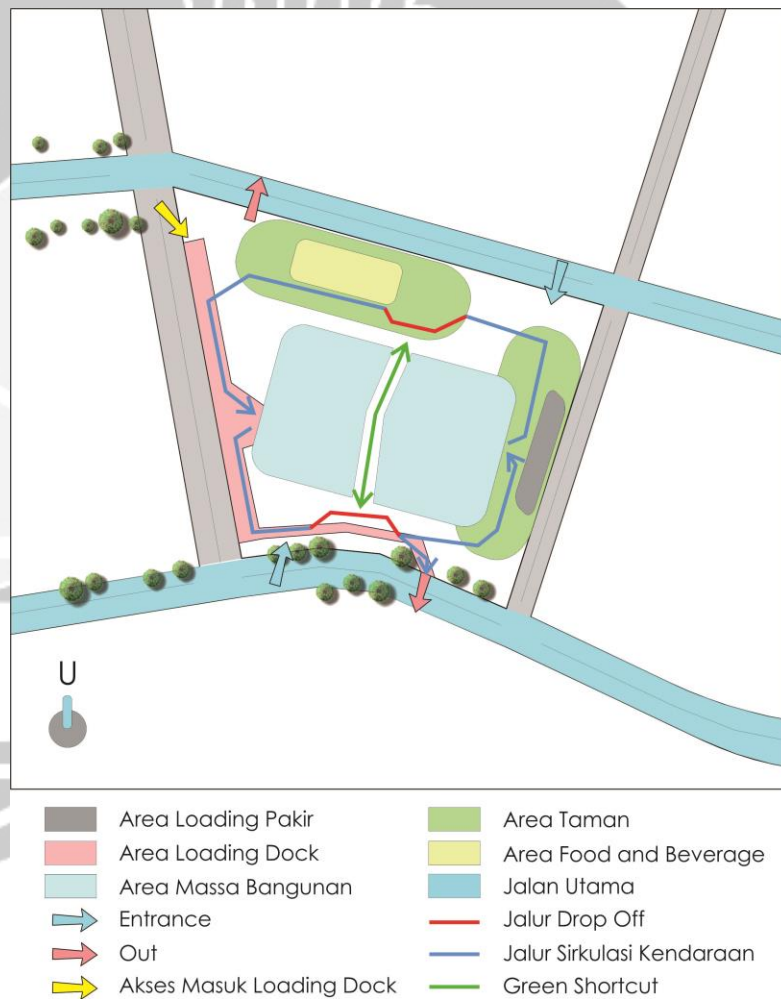 U
Area Loading Pakir
Area Loading Dock
Area Massa Bangunan
Entrance
Out
Akses Masuk Loading Dock
Area Taman
Area Food and Beverage
Jalan Utama
Jalur Drop Off
Jalur Sirkulasi Kendaraan
Green Shortcut